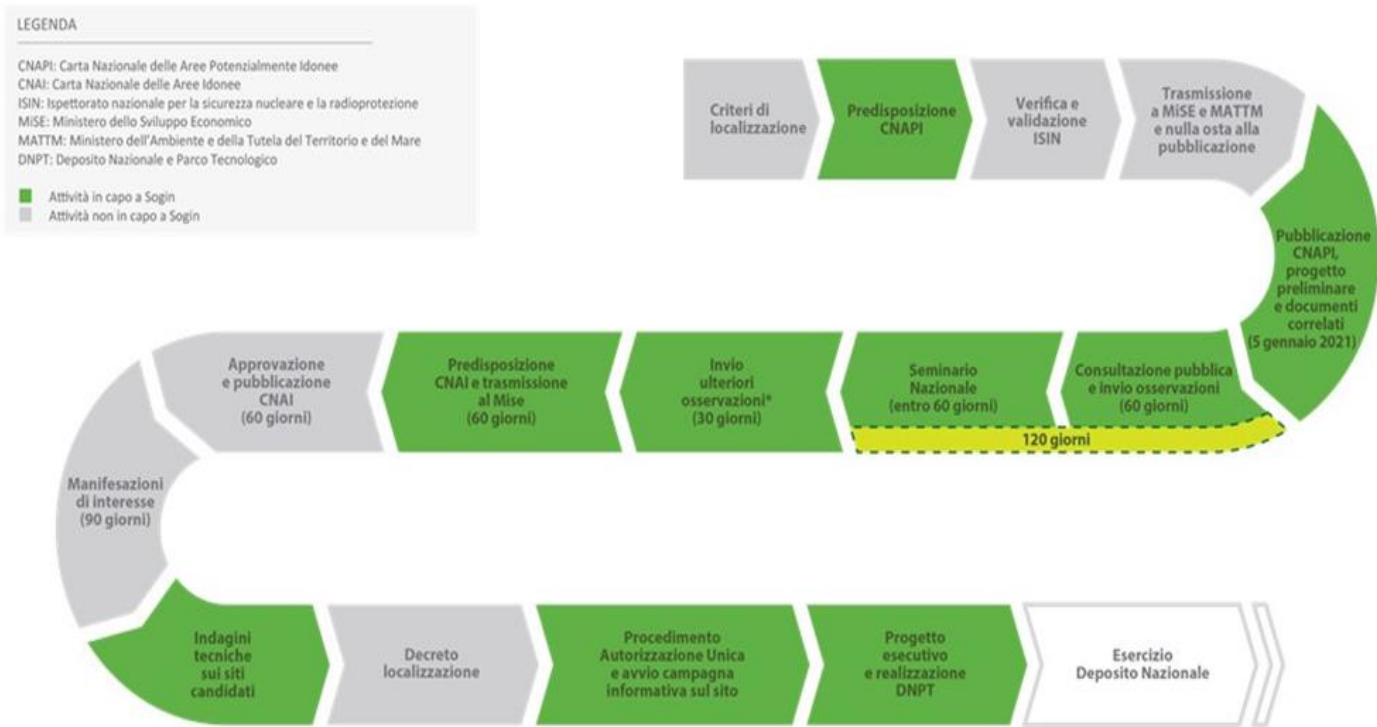 LEGENDA
CNAPI: Carta Nazionale delle Aree Potenzialmente Idonee
CNAI: Carta Nazionale delle Aree Idonee
ISIN: Ispettorato nazionale per la sicurezza nucleare e la radioprotezione
MiSE: Ministero dello Sviluppo Economico
MATTM: Ministero dell'Ambiente e della Tutela del Territorio e del Mare
DNPT: Deposito Nazionale e Parco Tecnologico
Attività in capo a Sogin
Attività non in capo a Sogin
Criteri di
localizzazione
Predisposizione
CNAPI
Verifica e
validazione
ISIN
Trasmissione
a MiSE e MATTM
e nulla osta alla
pubblicazione
Pubblicazione
CNAPI,
progetto
preliminare
e documenti
correlati
(5 gennaio 2021)
Consultazione pubblica
e invio osservazioni
(60 giorni)
Seminario
Nazionale
(entro 60 giorni)
120 giorni
Invio
ulteriori
osservazioni*
(30 giorni)
Predisposizione
CNAI e trasmissione
al Mise
(60 giorni)
Approvazione
e pubblicazione
CNAI
(60 giorni)
Manifesazioni
di interesse
(90 giorni)
Indagini
tecniche
sui siti
candidati
Decreto
localizzazione
Procedimento
Autorizzazione Unica
e avvio campagna
informativa sul sito
Progetto
esecutivo
e realizzazione
DNPT
Esercizio
Deposito Nazionale